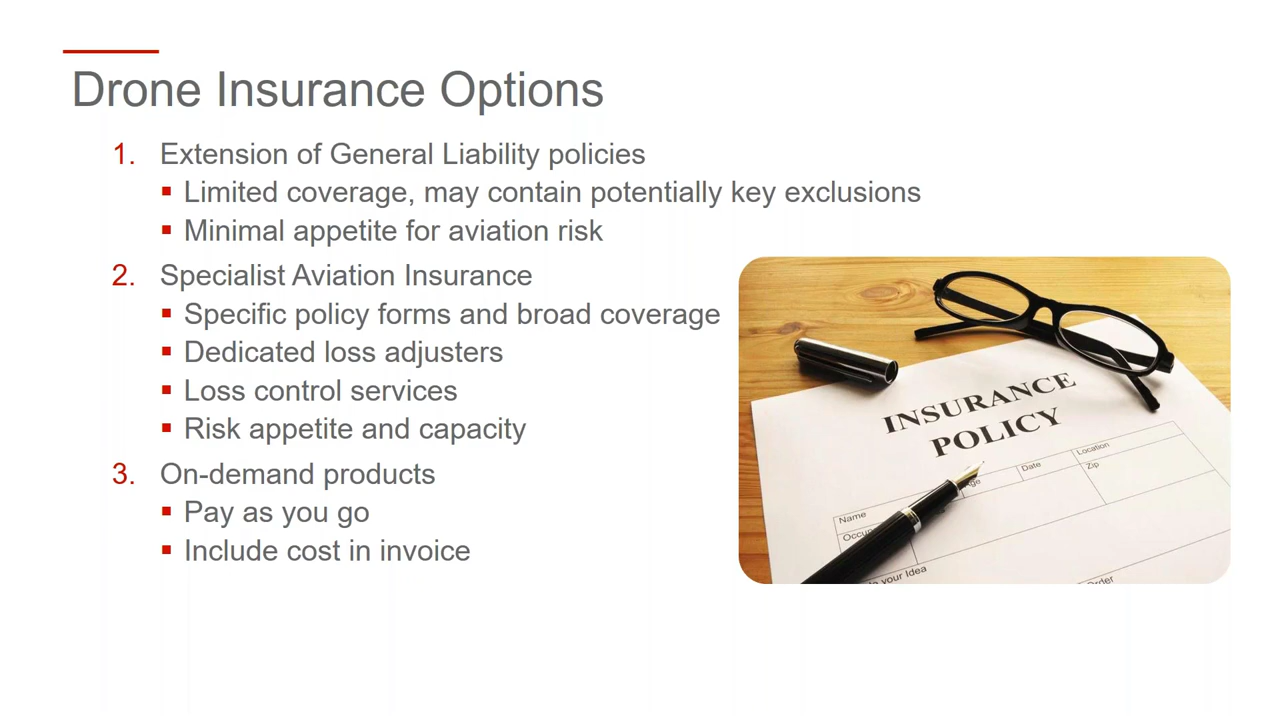 Drone Insurance Options
1. Extension of General Liability policies
▪ Limited coverage, may contain potentially key exclusions
▪ Minimal appetite for aviation risk
2. Specialist Aviation Insurance
▪ Specific policy forms and broad coverage
▪ Dedicated loss adjusters
▪ Loss control services
▪ Risk appetite and capacity
3. On-demand products
▪ Pay as you go
▪ Include cost in invoice
INSURANCE
POLICY
Name
Age
Date
Location
Zip
your Idea